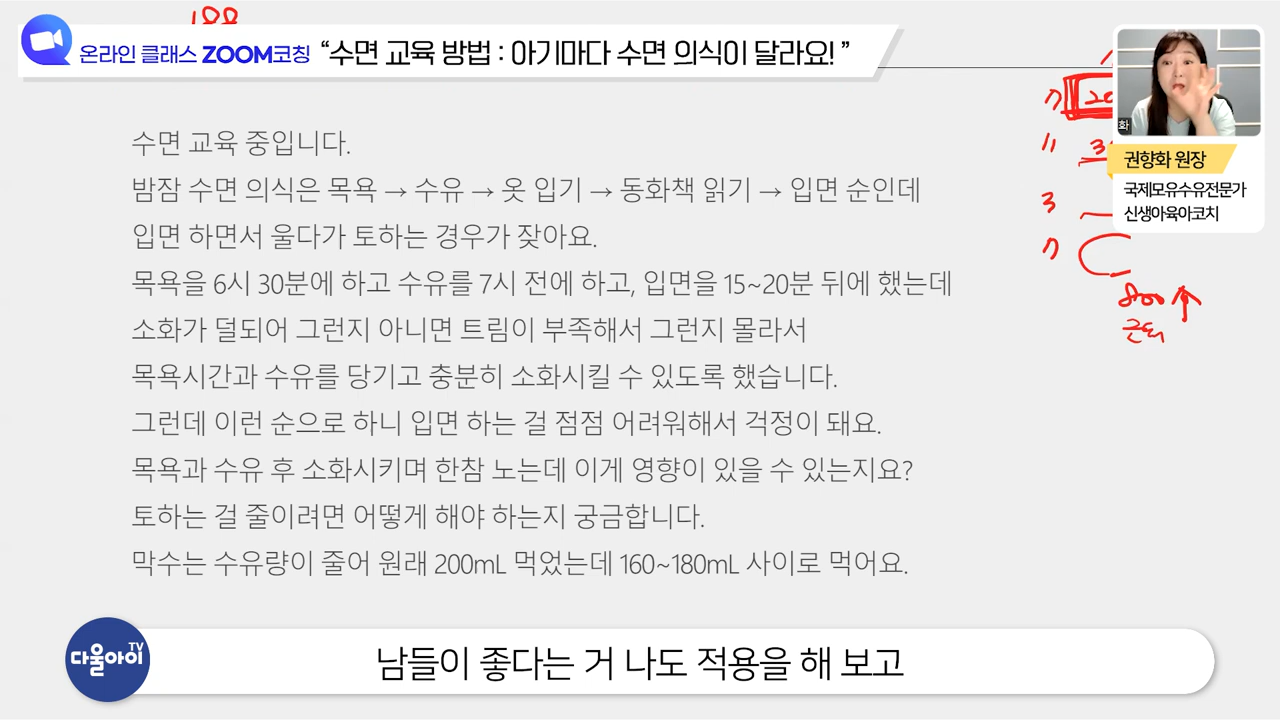 188
온라인 클래스 ZOOM코칭 “수면 교육 방법 : 아기마다 수면 의식이 달라요! ”
화
권향화 원장
국제모유수유전문가
신생아육아코치
수면 교육 중입니다.
밤잠 수면 의식은 목욕 → 수유 → 옷 입기 → 동화책 읽기 → 입면 순인데
입면 하면서 울다가 토하는 경우가 잦아요.
목욕을 6시 30분에 하고 수유를 7시 전에 하고, 입면을 15~20분 뒤에 했는데
소화가 덜되어 그런지 아니면 트림이 부족해서 그런지 몰라서
목욕시간과 수유를 당기고 충분히 소화시킬 수 있도록 했습니다.
그런데 이런 순으로 하니 입면 하는 걸 점점 어려워해서 걱정이 돼요.
목욕과 수유 후 소화시키며 한참 노는데 이게 영향이 있을 수 있는지요?
토하는 걸 줄이려면 어떻게 해야 하는지 궁금합니다.
막수는 수유량이 줄어 원래 200mL 먹었는데 160~180mL 사이로 먹어요.
800 ↑
다울아이 TV
남들이 좋다는 거 나도 적용을 해 보고